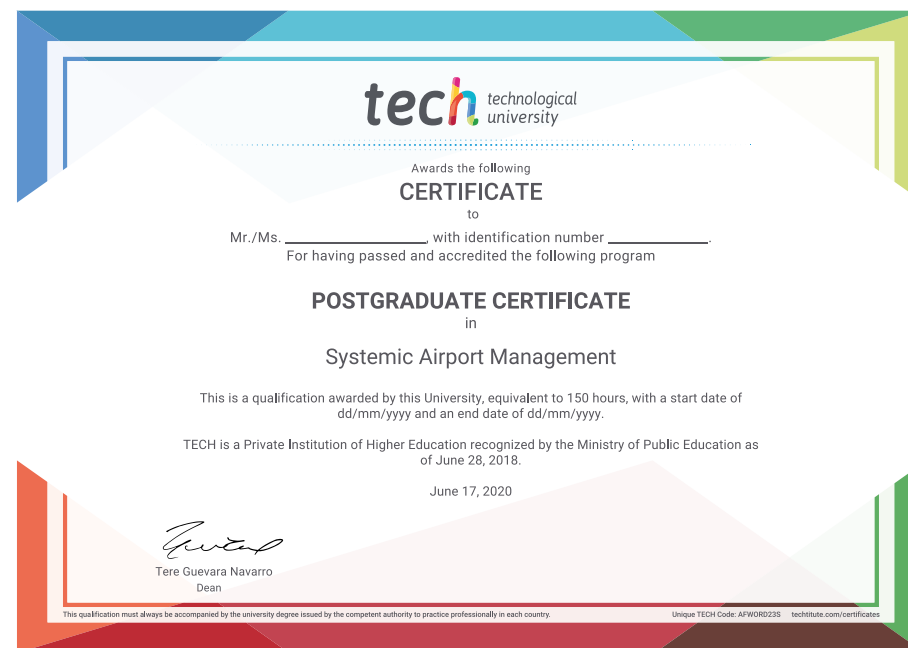 tech technological
university
Awards the following
CERTIFICATE
to
Mr./Ms. ____________________, with identification number ______________.
For having passed and accredited the following program
POSTGRADUATE CERTIFICATE
in
Systemic Airport Management
This is a qualification awarded by this University, equivalent to 150 hours, with a start date of
dd/mm/yyyy and an end date of dd/mm/yyyy.
TECH is a Private Institution of Higher Education recognized by the Ministry of Public Education as
of June 28, 2018.
June 17, 2020
Tere Guevara Navarro
Dean
This qualification must always be accompanied by the university degree issued by the competent authority to practice professionally in each country. Unique TECH Code: AFWORD23S techtitute.com/certificates